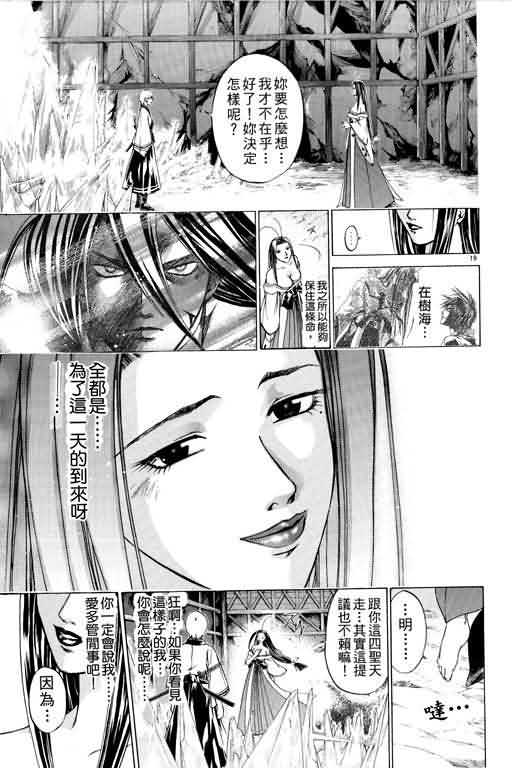 妳要怎麼想…
我才不在乎…
好了！妳決定
怎樣呢？
…
19
在樹海…
我之所以能夠
保住這條命，
全都是……
為了這一天的到來呀
……
…明…
噠…
跟你這四聖天
走…其實這提
議也不賴嘛！
狂啊…如果你看見
這樣子的我…
你會怎麼說呢……
你一定會說我…
愛多管閒事吧！
因為…